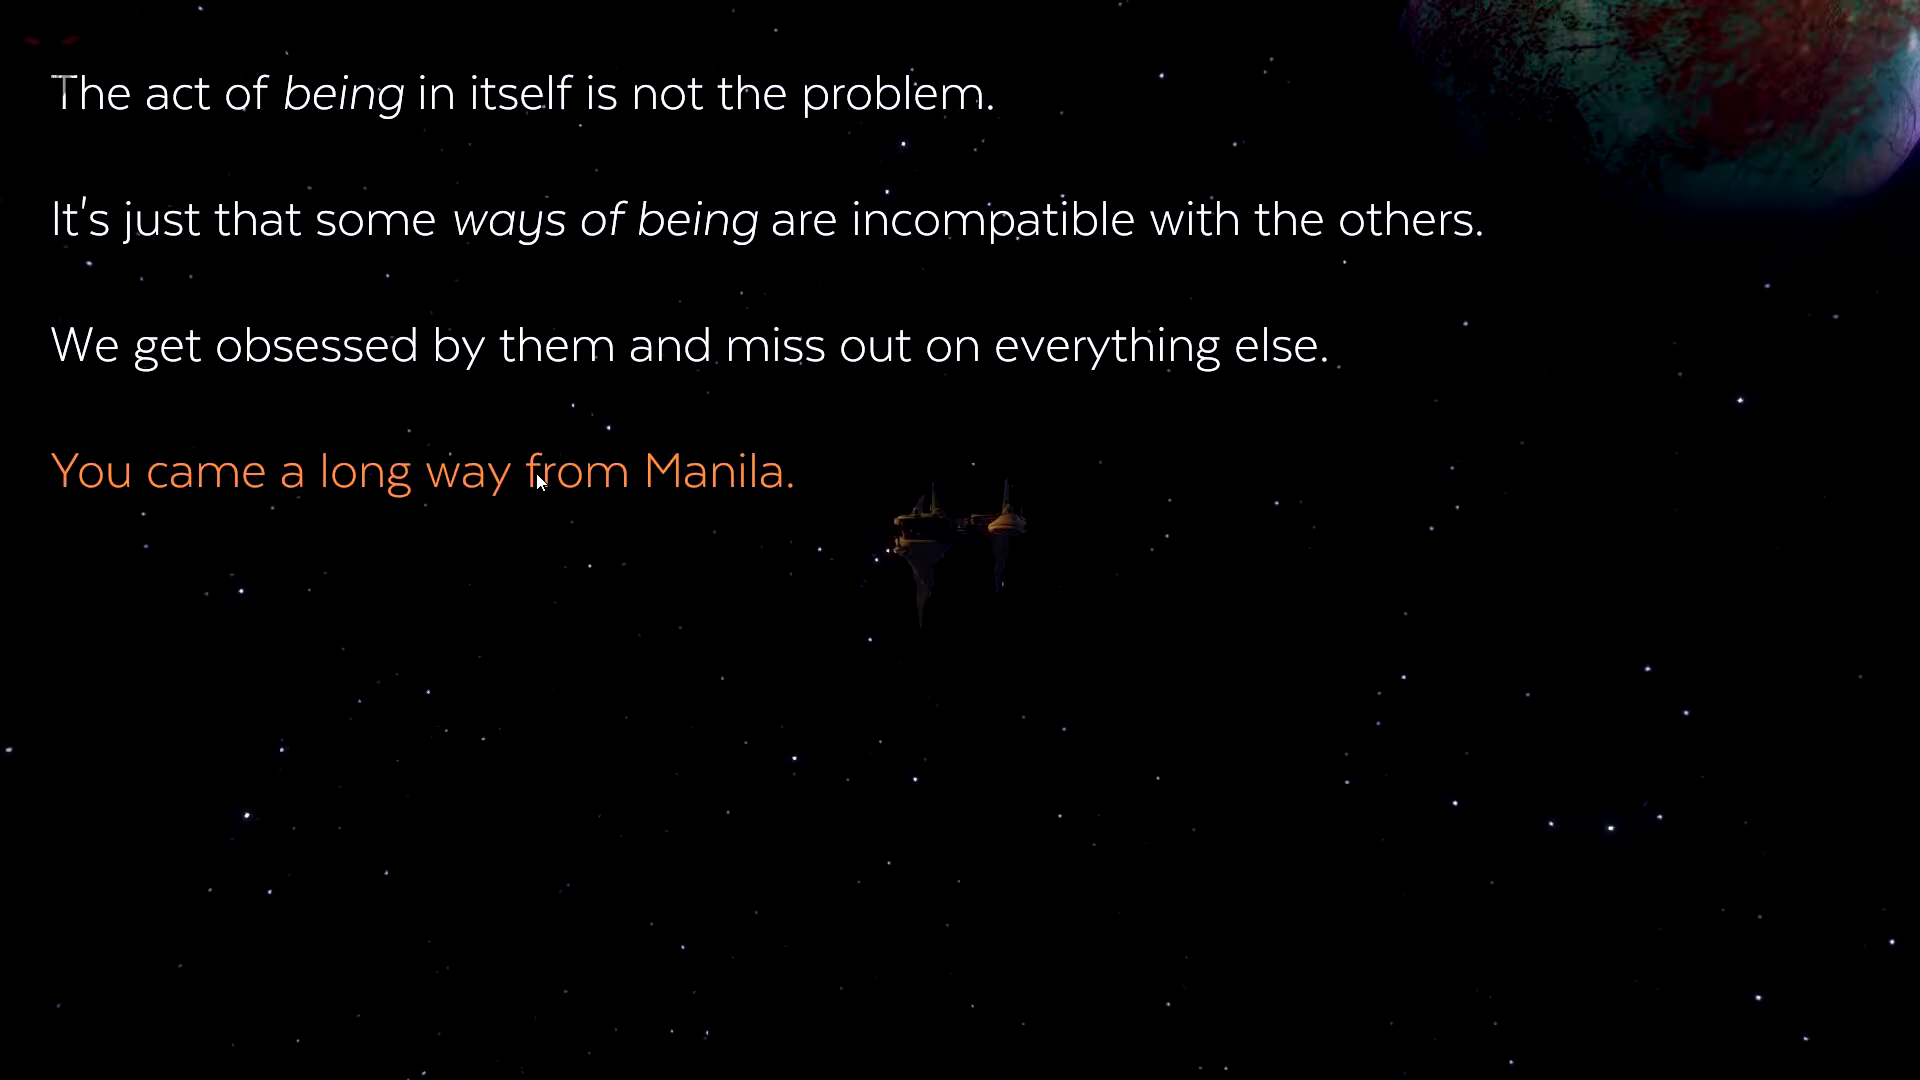 The act of being in itself is not the problem.
It's just that some ways of being are incompatible with the others.
We get obsessed by them and miss out on everything else.
You came a long way from Manila.